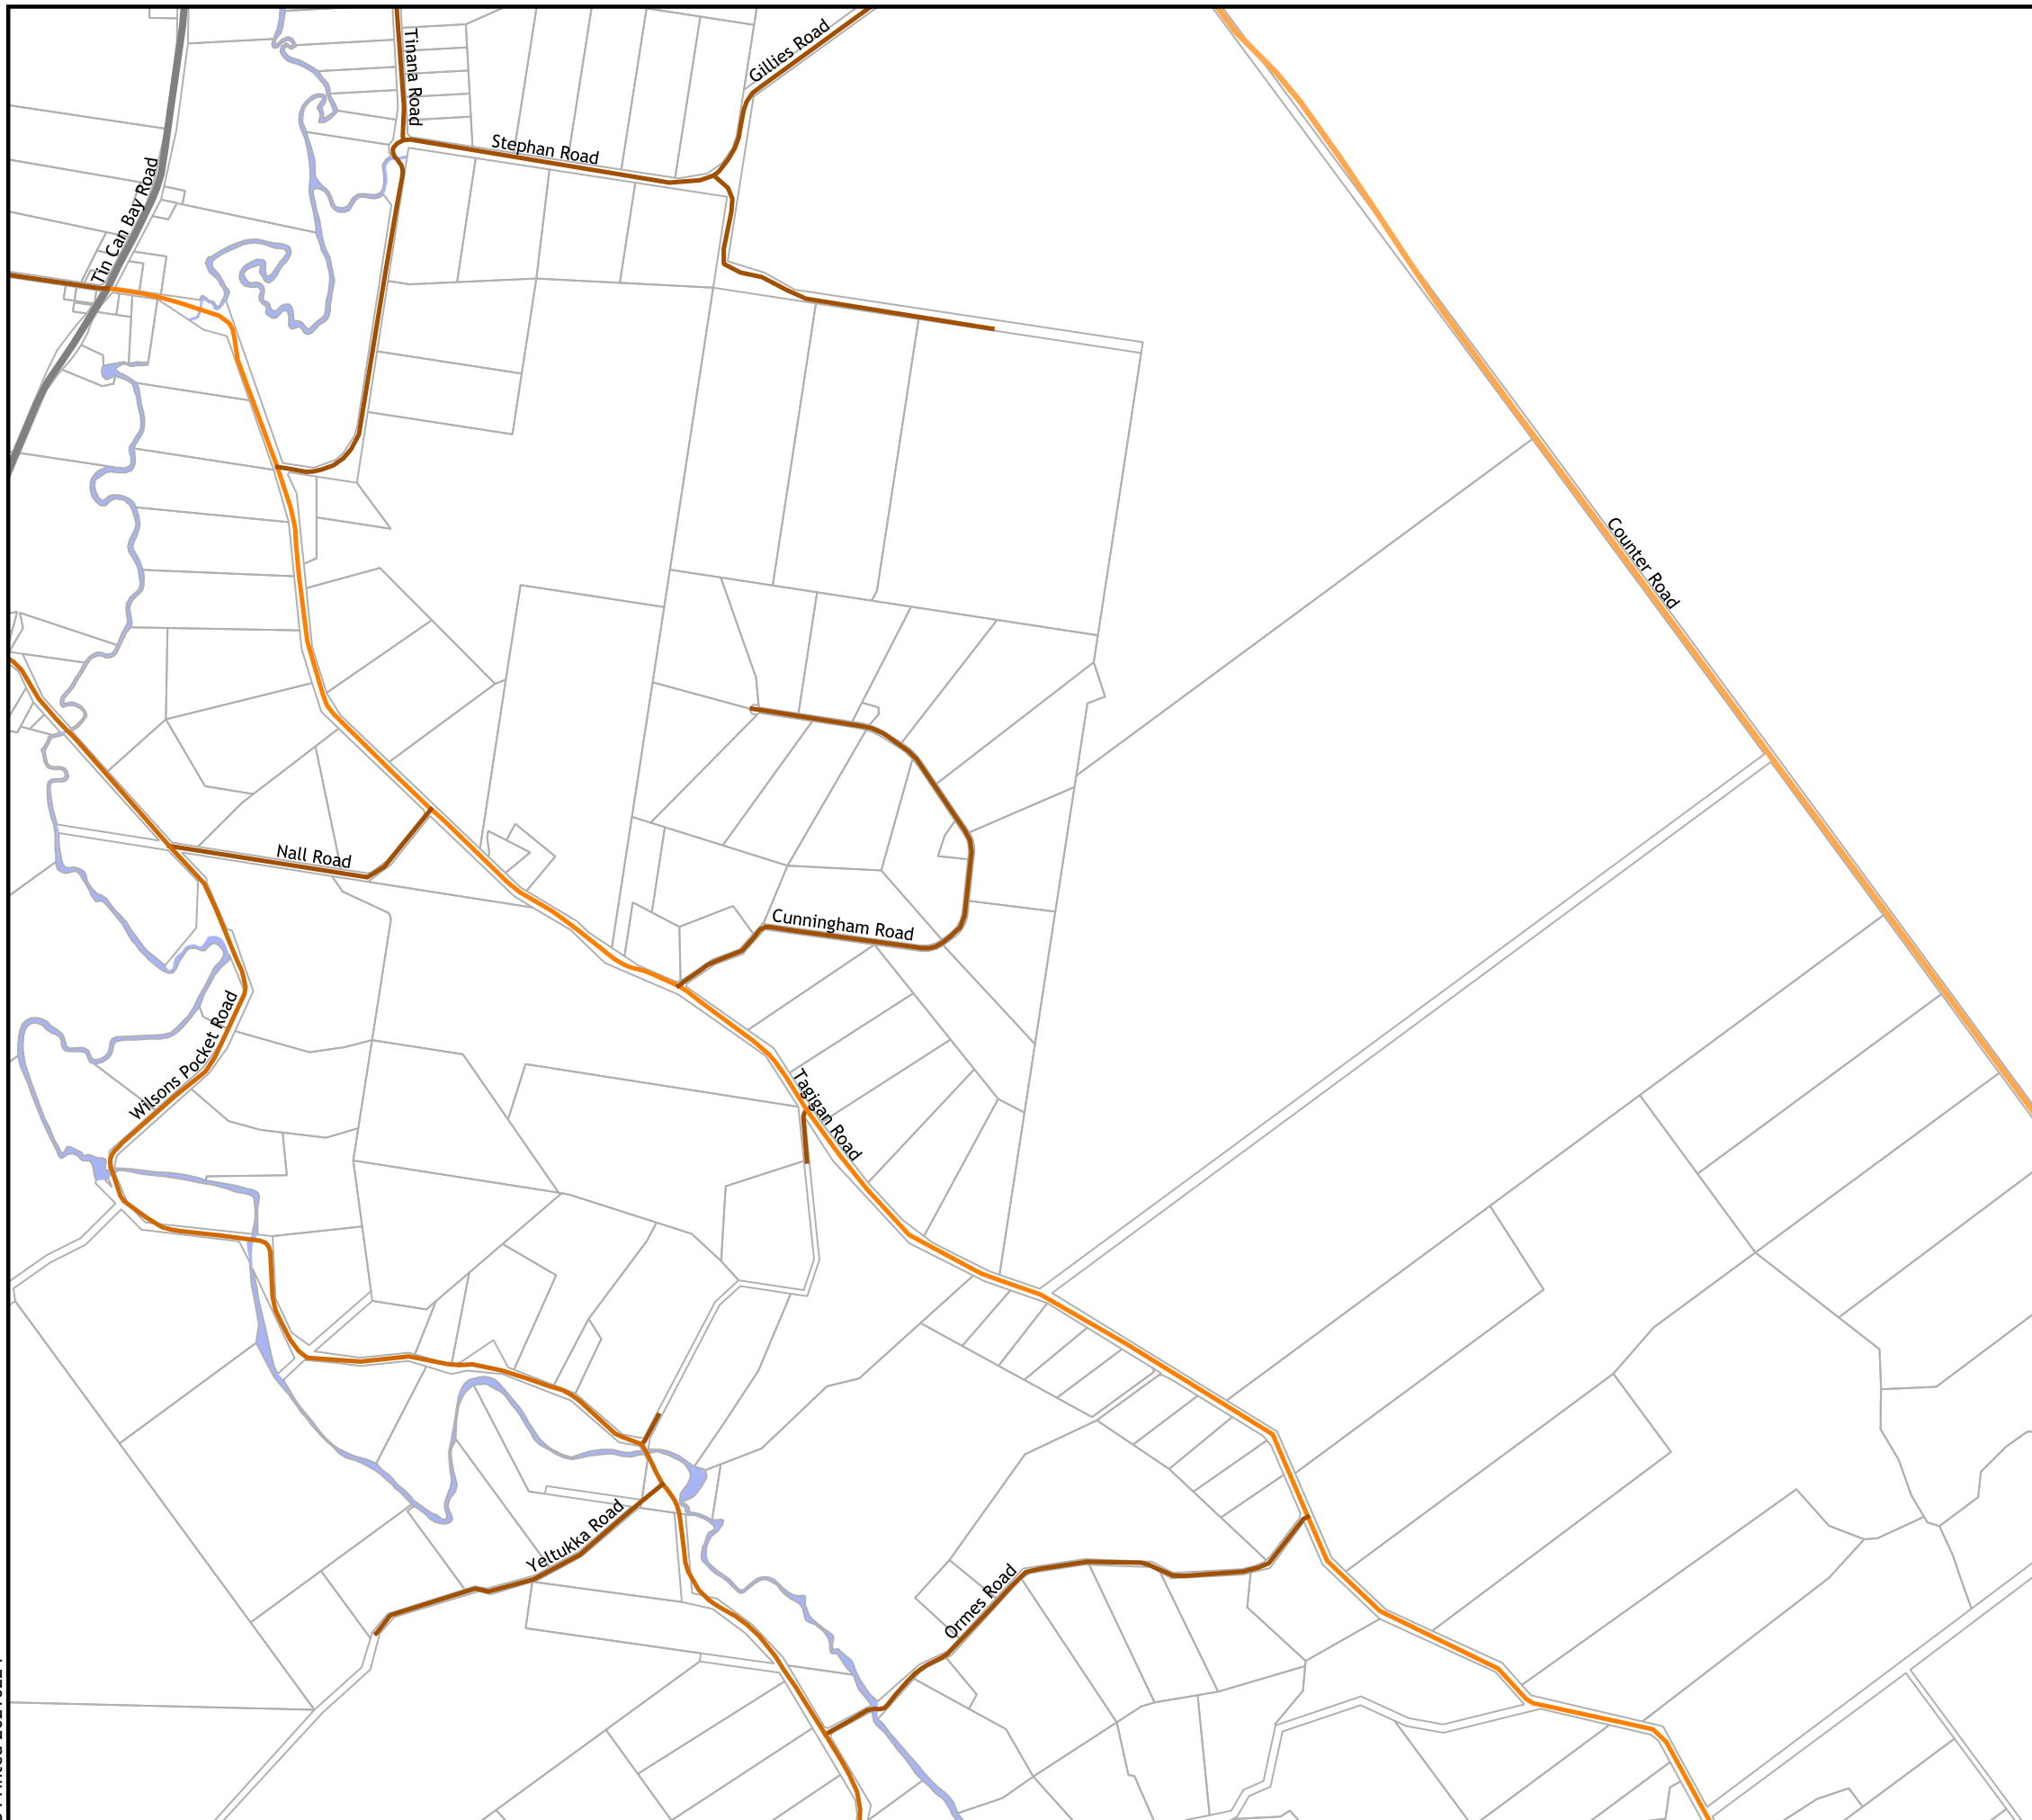 Gillies Road
Tinana Road
Stephan Road
Tin Can Bay Road
Counter Road
Nall Road
Cunningham Road
Wilsons Pocket Road
Tagigan Road
Yeltukka Road
Ormes Road